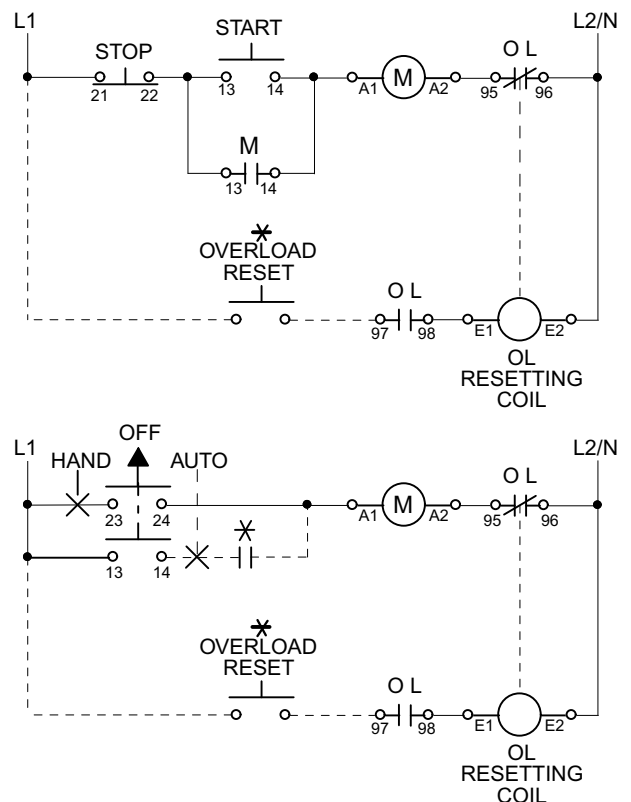 L1 L2/N
START
STOP O L
21 22 13 14 A1 M A2 95 96
M
13 14
OVERLOAD
RESET
O L
97 98 E1 E2
OL
RESETTING
COIL
OFF
L1 L2/N
HAND AUTO O L
23 24 A1 M A2 95 96
13 14
OVERLOAD
RESET
O L
97 98 E1 E2
OL
RESETTING
COIL